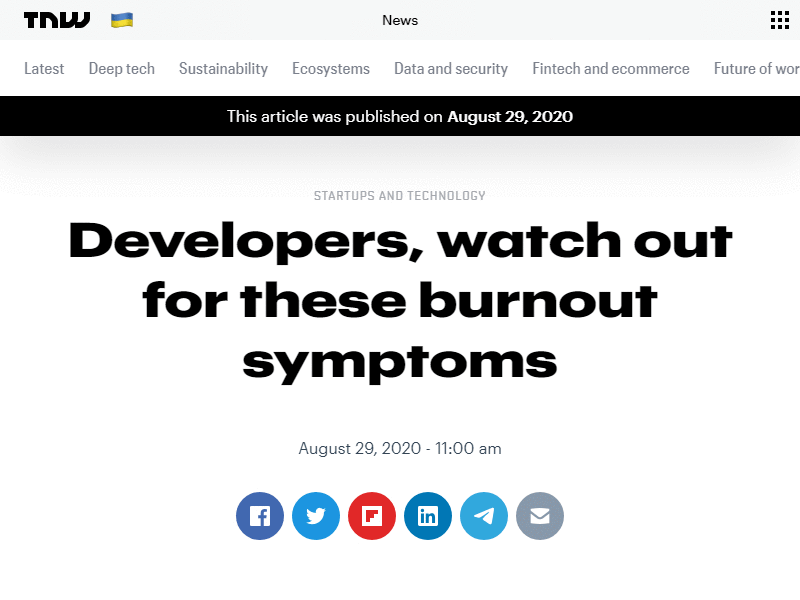 TNW
News
Latest Deep tech Sustainability Ecosystems Data and security Fintech and ecommerce Future of wor
This article was published on August 29, 2020
STARTUPS AND TECHNOLOGY
Developers, watch out
for these burnout
symptoms
August 29, 2020 - 11:00 am